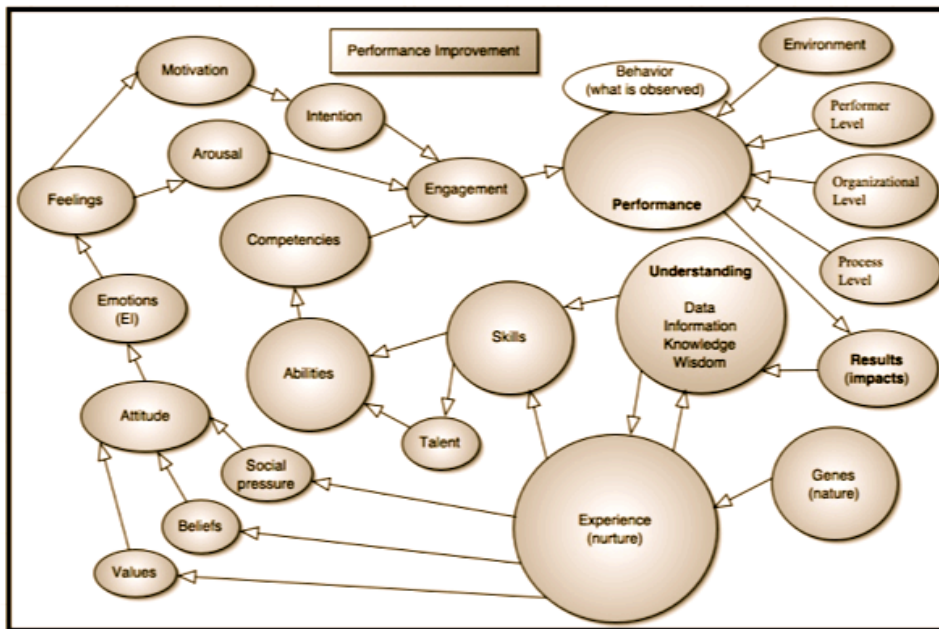 Performance Improvement
Environment
Motivation
Behavior
(what is observed)
Intention
Performer
Level
Arousal
Feelings
Engagement
Organizational
Level
Performance
Competencies
Understanding
Process
Level
Emotions
(EI)
Data
Information
Knowledge
Wisdom
Skills
Results
(impacts)
Abilities
Attitude
Talent
Social
pressure
Genes
(nature)
Experience
(nurture)
Beliefs
Values